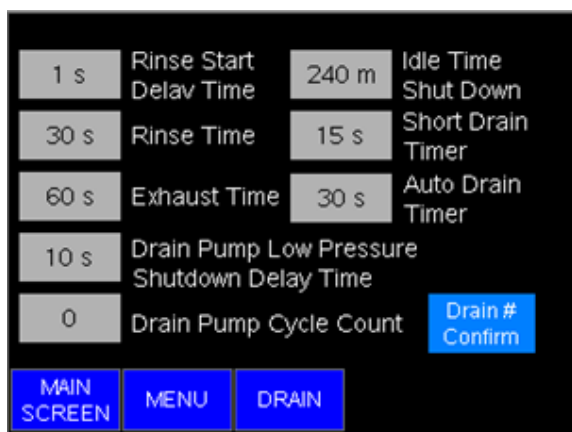 1 s
Rinse Start
Delay Time
240 m
Idle Time
Shut Down
30 s
Rinse Time
15 s
Short Drain
Timer
60 s
Exhaust Time
30 s
Auto Drain
Timer
10 s
Drain Pump Low Pressure
Shutdown Delay Time
0
Drain Pump Cycle Count
Drain #
Confirm
MAIN
SCREEN
MENU
DRAIN